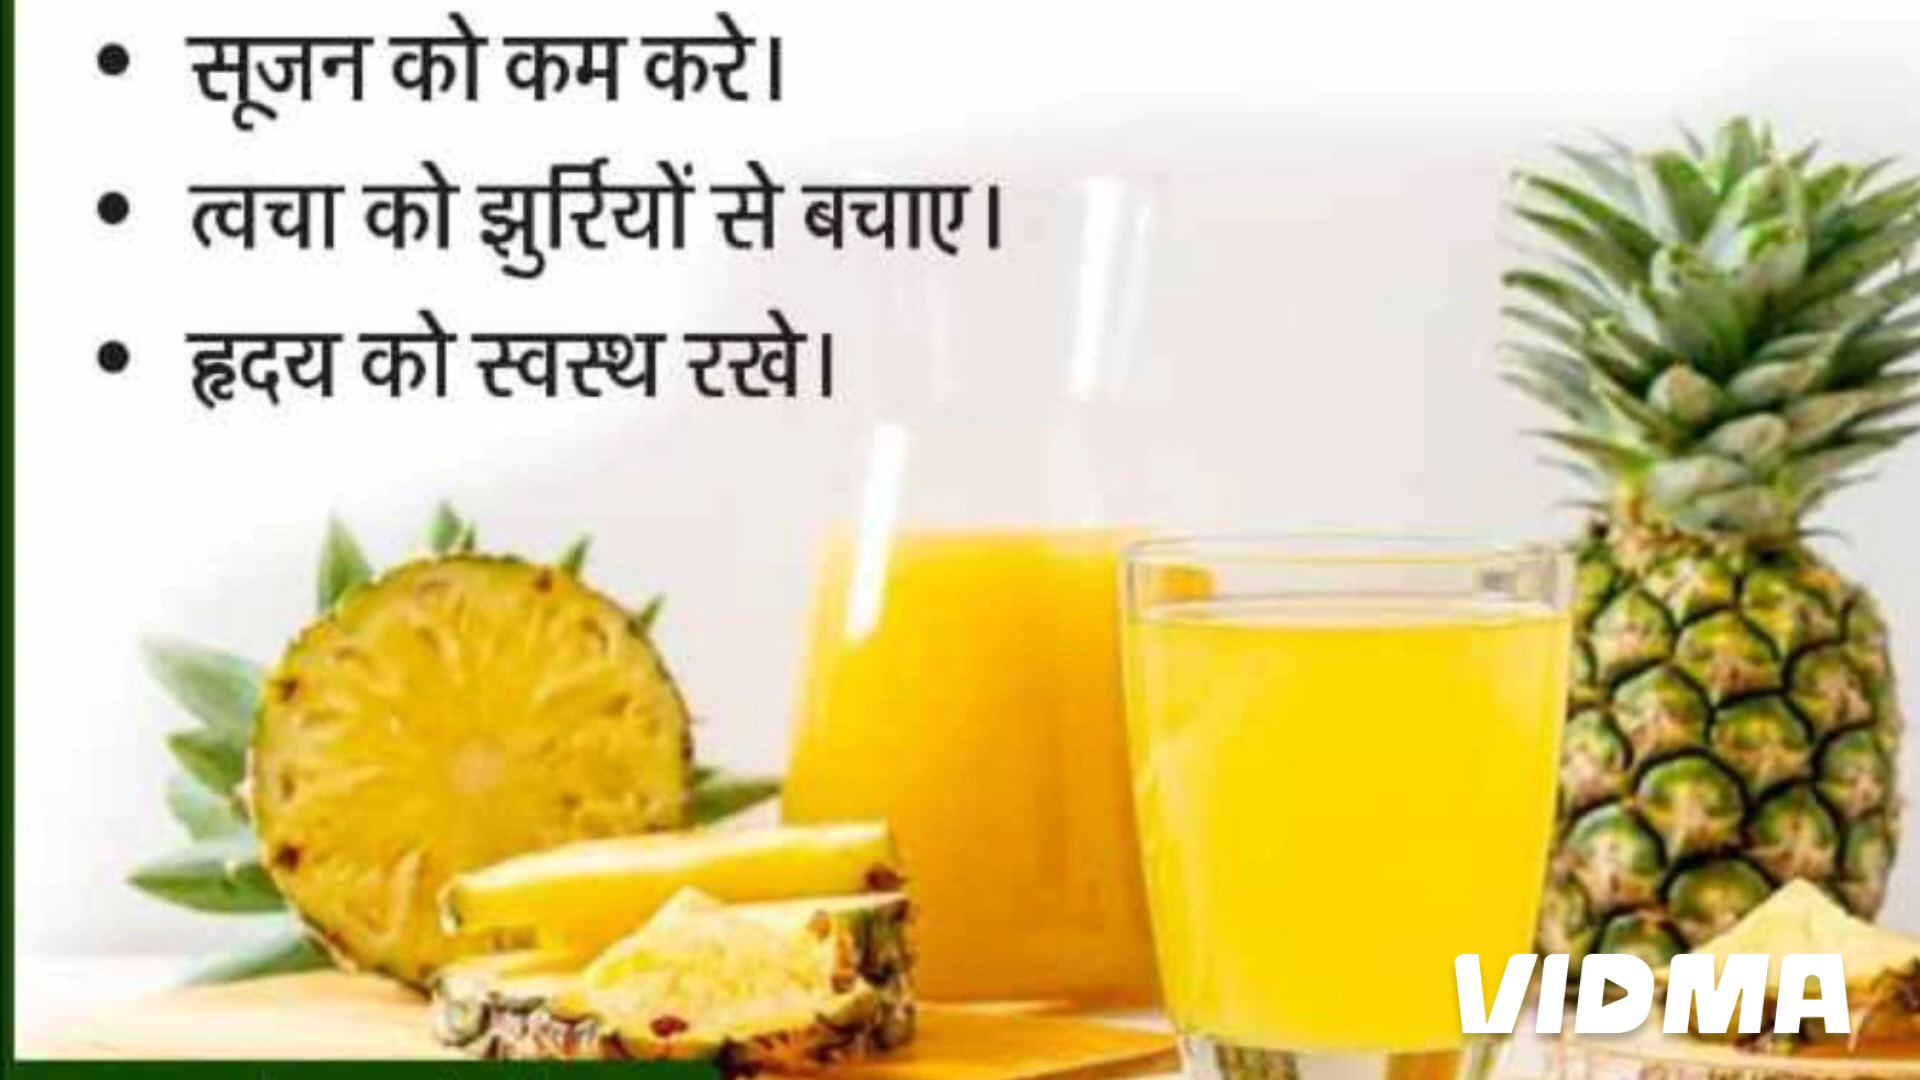 • सूजन को कम करे।
• त्वचा को झुर्रियों से बचाए।
• हृदय को स्वस्थ रखे।
VIDMA